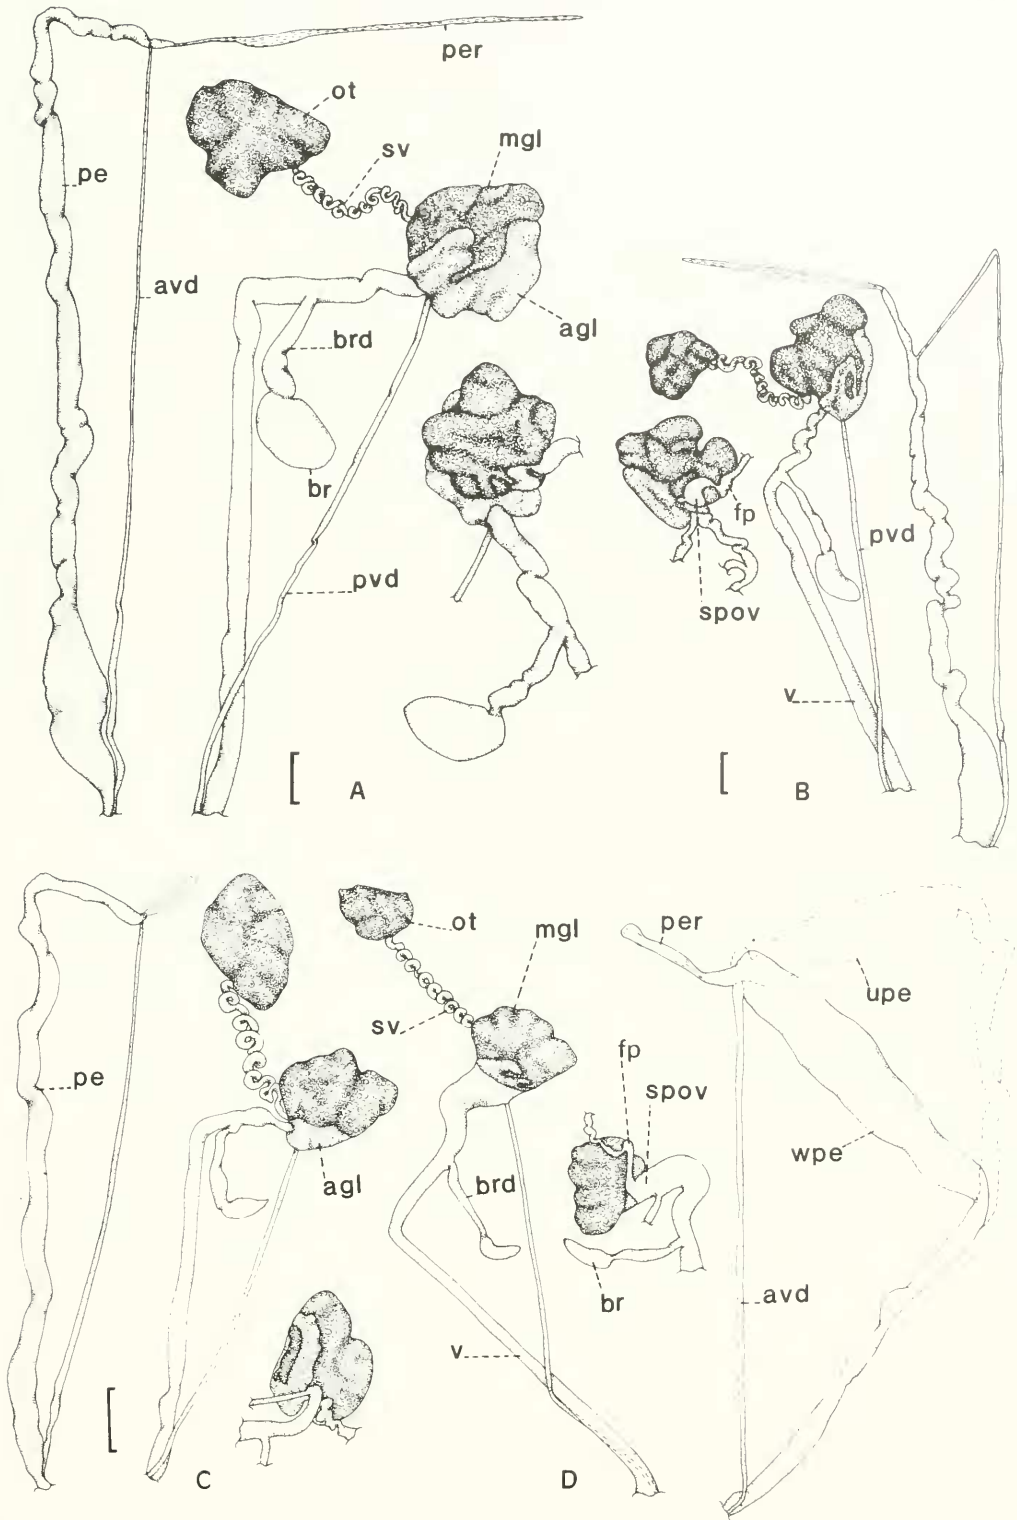 per
ot
sv
mgl
pe
avd
brd
agl
br
pvd
A
fp
pvd
spov
v
B
ot
mgl
per
upe
sv
fp
spov
pe
wpe
agl
brd
br
avd
v
C
D